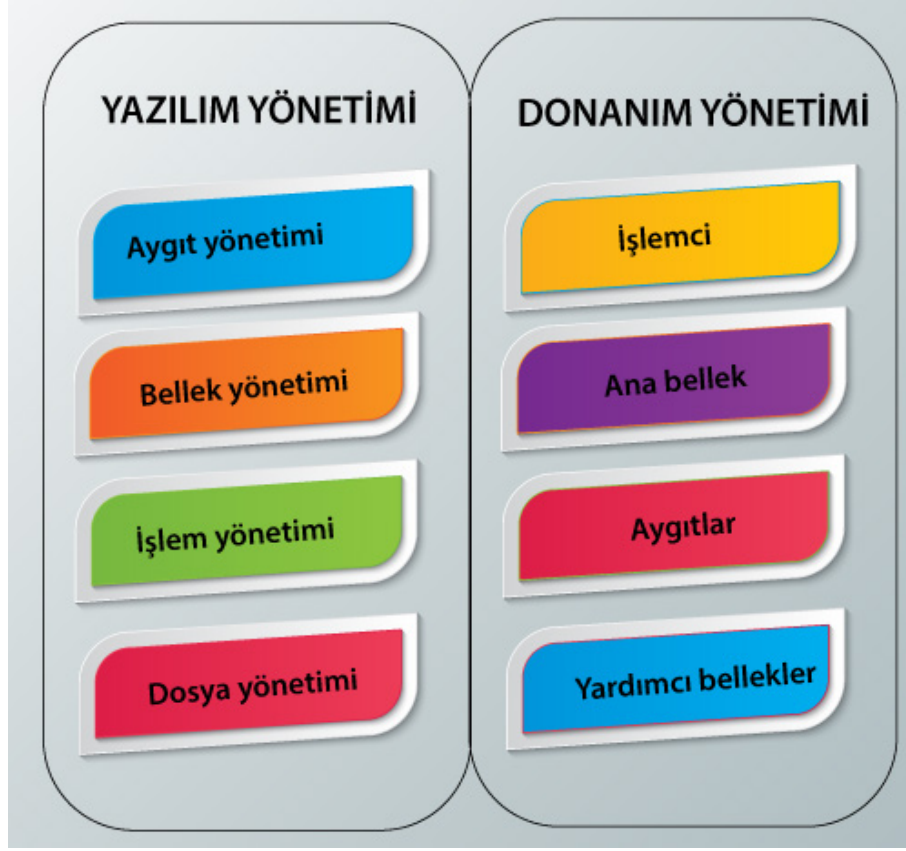 YAZILIM YÖNETİMİ
Aygıt yönetimi
Bellek yönetimi
İşlem yönetimi
Dosya yönetimi
DONANIM YÖNETİMİ
İşlemci
Ana bellek
Aygıtlar
Yardımcı bellekler